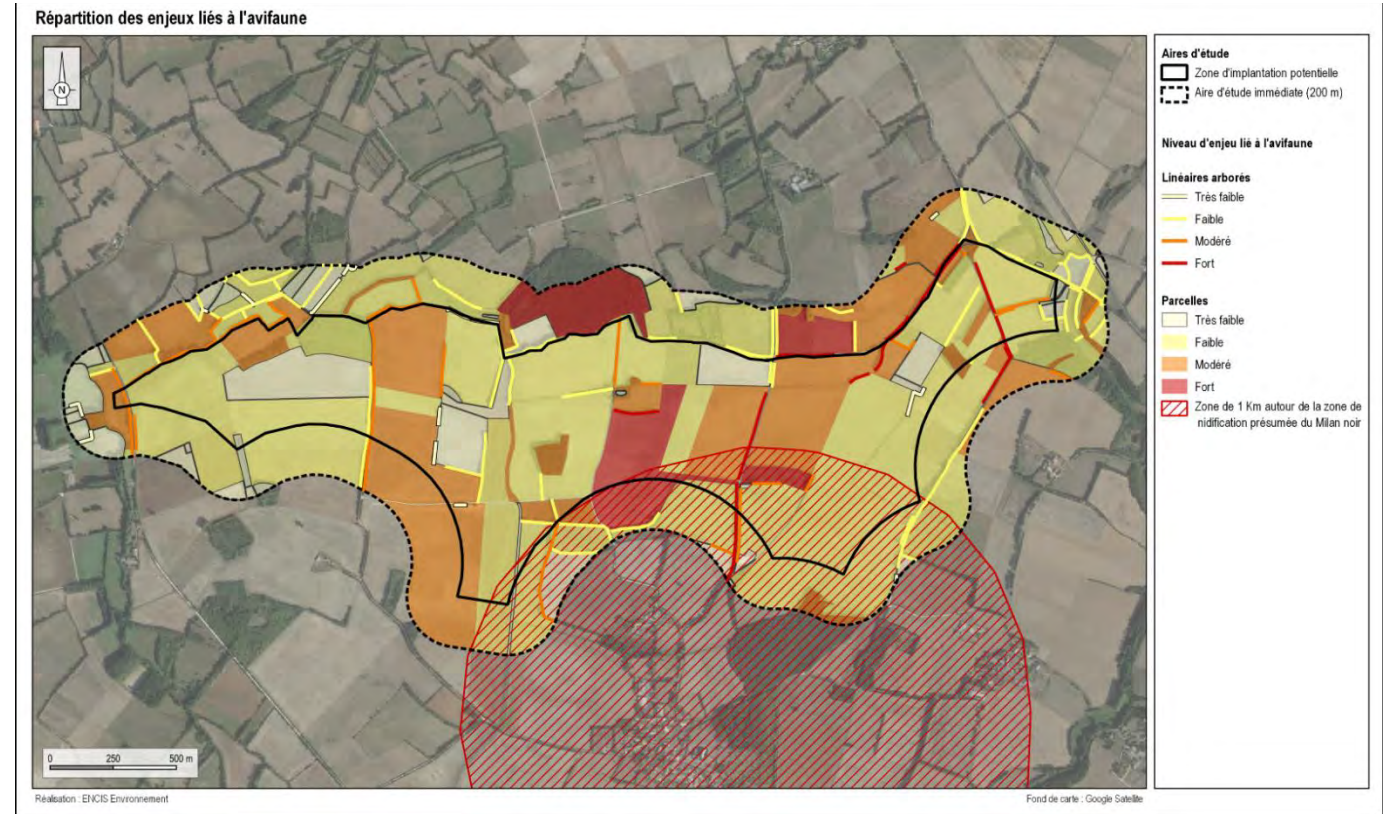 Répartition des enjeux liés à l'avifaune
N
Aires d'étude
Zone d'implantation potentielle
Aire d'étude immédiate (200 m)
Niveau d'enjeu lié à l'avifaune
Linéaires arborés
Très faible
Faible
Modéré
Fort
Parcelles
Très faible
Faible
Modéré
Fort
Zone de 1 Km autour de la zone de
nidification présumée du Milan noir
0 250 500 m
Réalisation : ENCIS Environnement
Fond de carte : Google Satellite